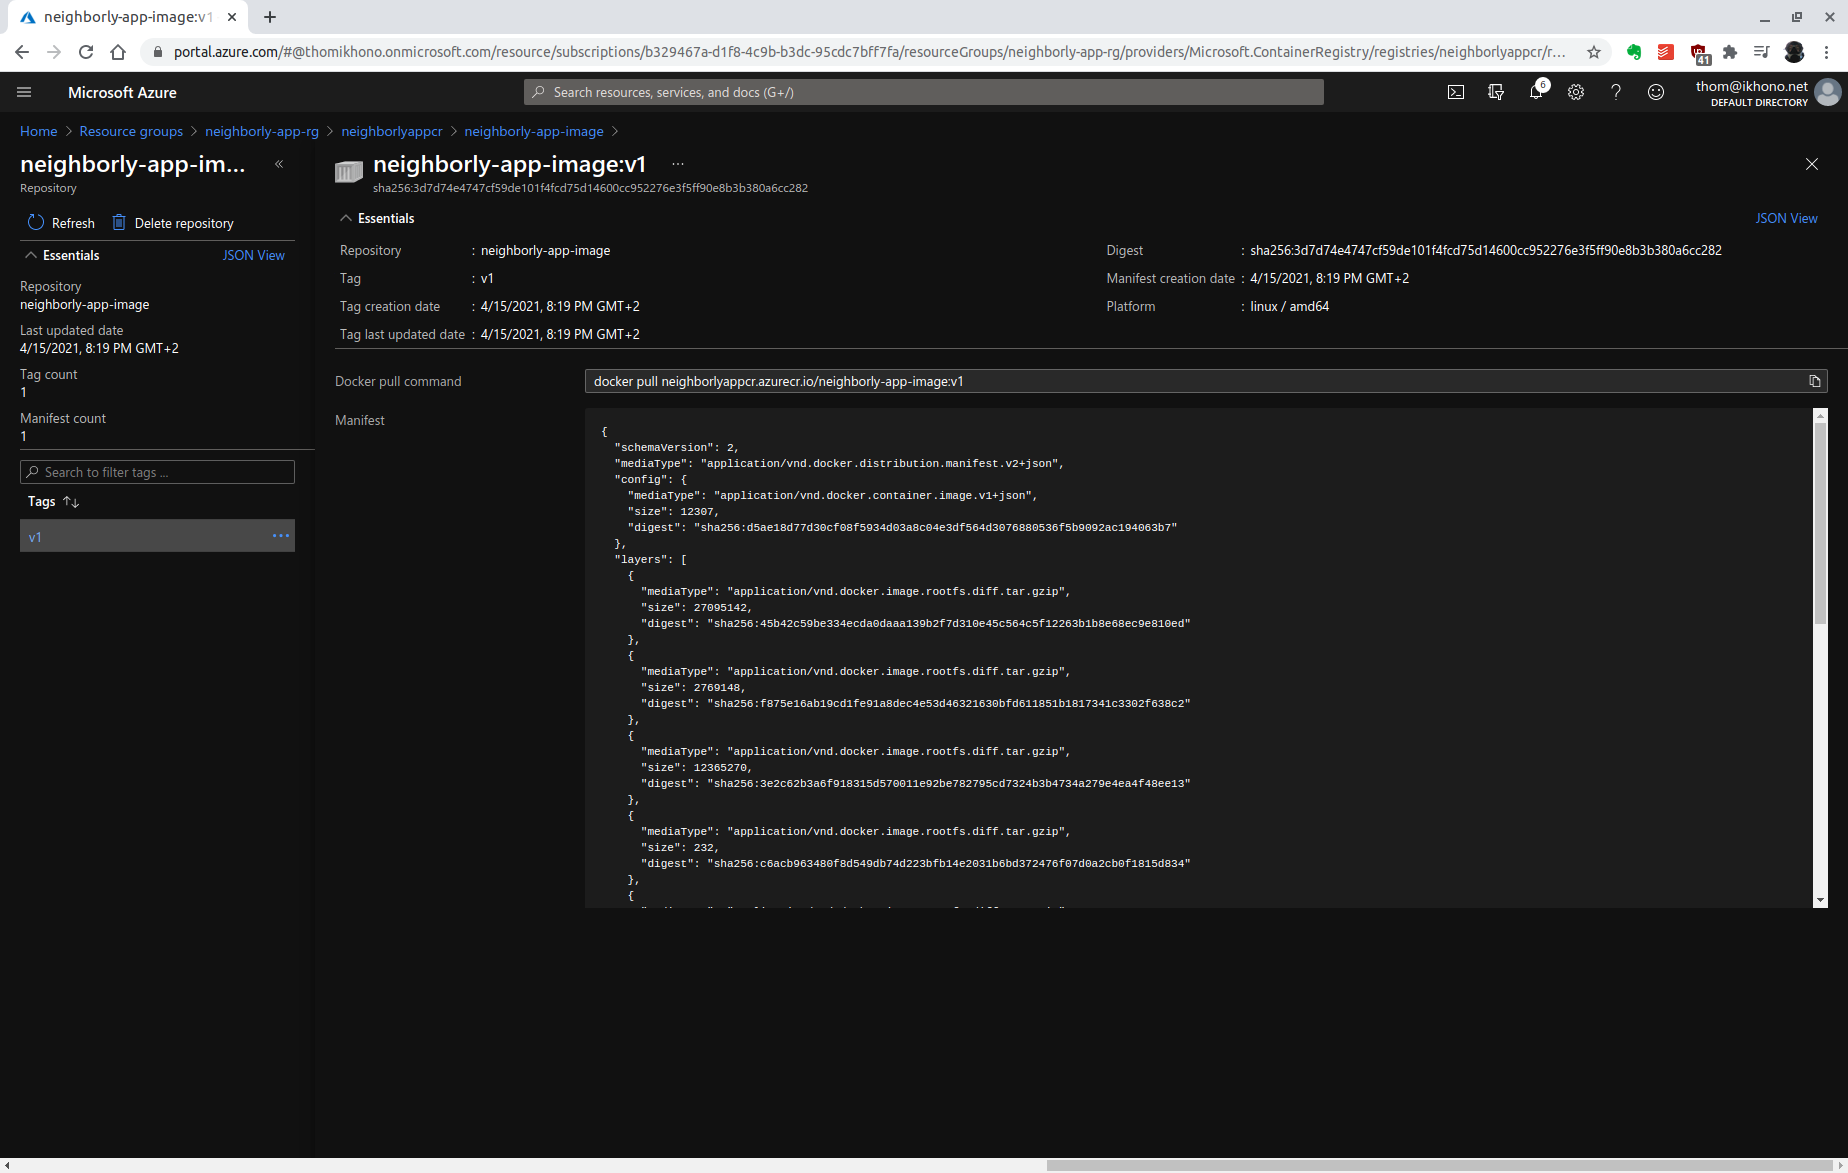 neighborly-app-image:v1
portal.azure.com/#@thomikhono.onmicrosoft.com/resource/subscriptions/b329467a-d1f8-4c9b-b3dc-95cdc7bff7fa/resourceGroups/neighborly-app-rg/providers/Microsoft.ContainerRegistry/registries/neighborlyappcr/r...
41
Microsoft Azure
Search resources, services, and docs (G+/)
6
thom@ikhono.net
DEFAULT DIRECTORY
Home > Resource groups > neighborly-app-rg > neighborlyappcr > neighborly-app-image >
neighborly-app-im...
Repository
Refresh Delete repository
Essentials JSON View
Repository
neighborly-app-image
Last updated date
4/15/2021, 8:19 PM GMT+2
Tag count
1
Manifest count
1
Search to filter tags ...
Tags
v1 ...
neighborly-app-image:v1 ...
sha256:3d7d74e4747cf59de101f4fcd75d14600cc952276e3f5ff90e8b3b380a6cc282
Essentials JSON View
Repository : neighborly-app-image
Tag : v1
Tag creation date : 4/15/2021, 8:19 PM GMT+2
Tag last updated date : 4/15/2021, 8:19 PM GMT+2
Digest : sha256:3d7d74e4747cf59de101f4fcd75d14600cc952276e3f5ff90e8b3b380a6cc282
Manifest creation date : 4/15/2021, 8:19 PM GMT+2
Platform : linux / amd64
Docker pull command docker pull neighborlyappcr.azurecr.io/neighborly-app-image:v1
Manifest
{
"schemaVersion": 2,
"mediaType": "application/vnd.docker.distribution.manifest.v2+json",
"config": {
"mediaType": "application/vnd.docker.container.image.v1+json",
"size": 12307,
"digest": "sha256:d5ae18d77d30cf08f5934d03a8c04e3df564d3076880536f5b9092ac194063b7"
},
"layers": [
{
"mediaType": "application/vnd.docker.image.rootfs.diff.tar.gzip",
"size": 27095142,
"digest": "sha256:45b42c59be334ecda0daaa139b2f7d310e45c564c5f12263b1b8e68ec9e810ed"
},
{
"mediaType": "application/vnd.docker.image.rootfs.diff.tar.gzip",
"size": 2769148,
"digest": "sha256:f875e16ab19cd1fe91a8dec4e53d46321630bfd611851b1817341c3302f638c2"
},
{
"mediaType": "application/vnd.docker.image.rootfs.diff.tar.gzip",
"size": 12365270,
"digest": "sha256:3e2c62b3a6f918315d570011e92be782795cd7324b3b4734a279e4ea4f48ee13"
},
{
"mediaType": "application/vnd.docker.image.rootfs.diff.tar.gzip",
"size": 232,
"digest": "sha256:c6acb963480f8d549db74d223bfb14e2031b6bd372476f07d0a2cb0f1815d834"
},
{